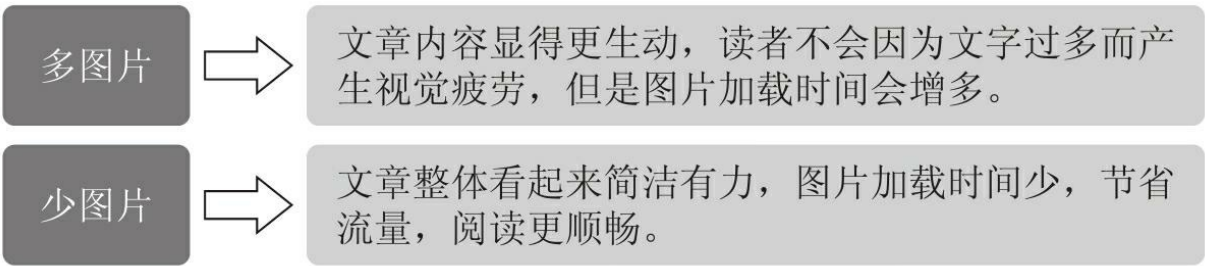 多图片
文章内容显得更生动，读者不会因为文字过多而产
生视觉疲劳，但是图片加载时间会增多。
少图片
文章整体看起来简洁有力，图片加载时间少，节省
流量，阅读更顺畅。